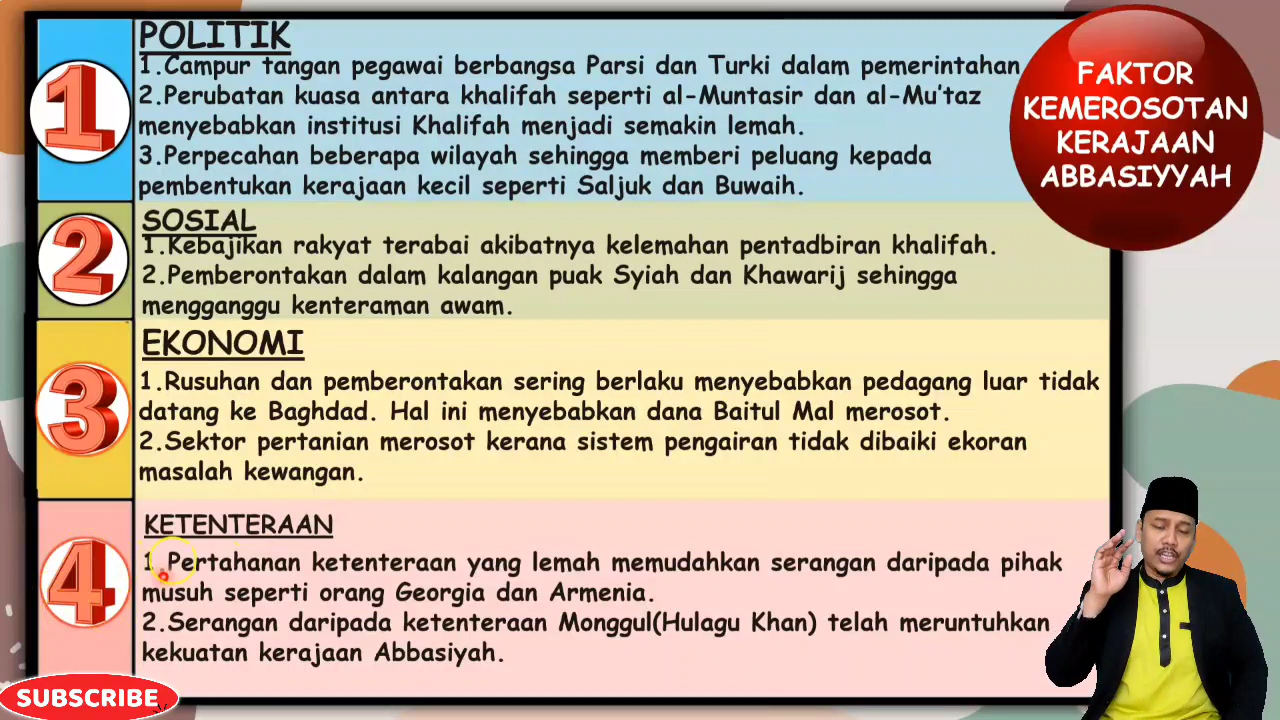 1
POLITIK
1.Campur tangan pegawai berbangsa Parsi dan Turki dalam pemerintahan
2.Perubatan kuasa antara khalifah seperti al-Muntasir dan al-Mu'taz
menyebabkan institusi Khalifah menjadi semakin lemah.
3.Perpecahan beberapa wilayah sehingga memberi peluang kepada
pembentukan kerajaan kecil seperti Saljuk dan Buwaih.
FAKTOR
KEMEROSOTAN
KERAJAAN
ABBASIYYAH
2
SOSIAL
1.Kebajikan rakyat terabai akibatnya kelemahan pentadbiran khalifah.
2.Pemberontakan dalam kalangan puak Syiah dan Khawarij sehingga
mengganggu kenteraman awam.
3
EKONOMI
1.Rusuhan dan pemberontakan sering berlaku menyebabkan pedagang luar tidak
datang ke Baghdad. Hal ini menyebabkan dana Baitul Mal merosot.
2.Sektor pertanian merosot kerana sistem pengairan tidak dibaiki ekoran
masalah kewangan.
4
KETENTERAAN
1.Pertahanan ketenteraan yang lemah memudahkan serangan daripada pihak
musuh seperti orang Georgia dan Armenia.
2.Serangan daripada ketenteraan Monggul(Hulagu Khan) telah meruntuhkan
kekuatan kerajaan Abbasiyah.
SUBSCRIBE